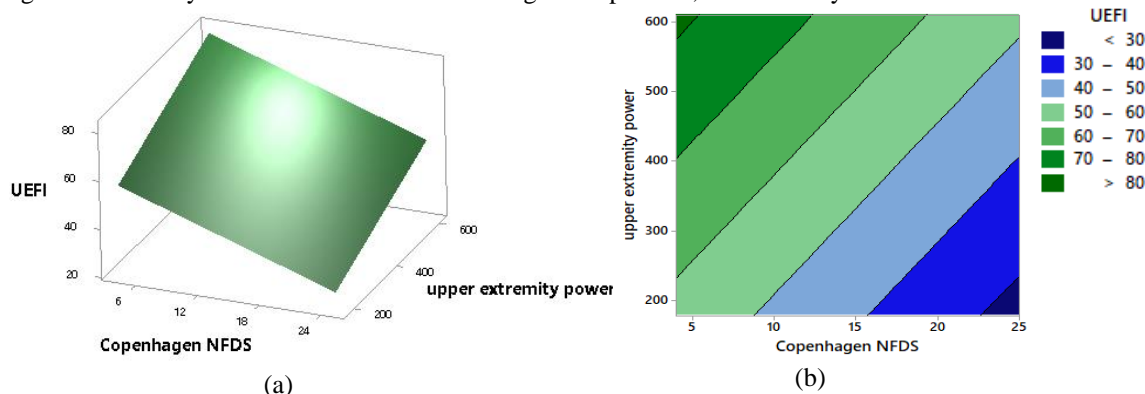 80
60
UEFI
40
20
6
12
18
24
200
400
600
upper extremity power
Copenhagen NFDS
(a)
600
500
400
300
200
upper extremity power
5
10
15
20
25
Copenhagen NFDS
(b)
UEFI
< 30
30 – 40
40 – 50
50 – 60
60 – 70
70 – 80
> 80